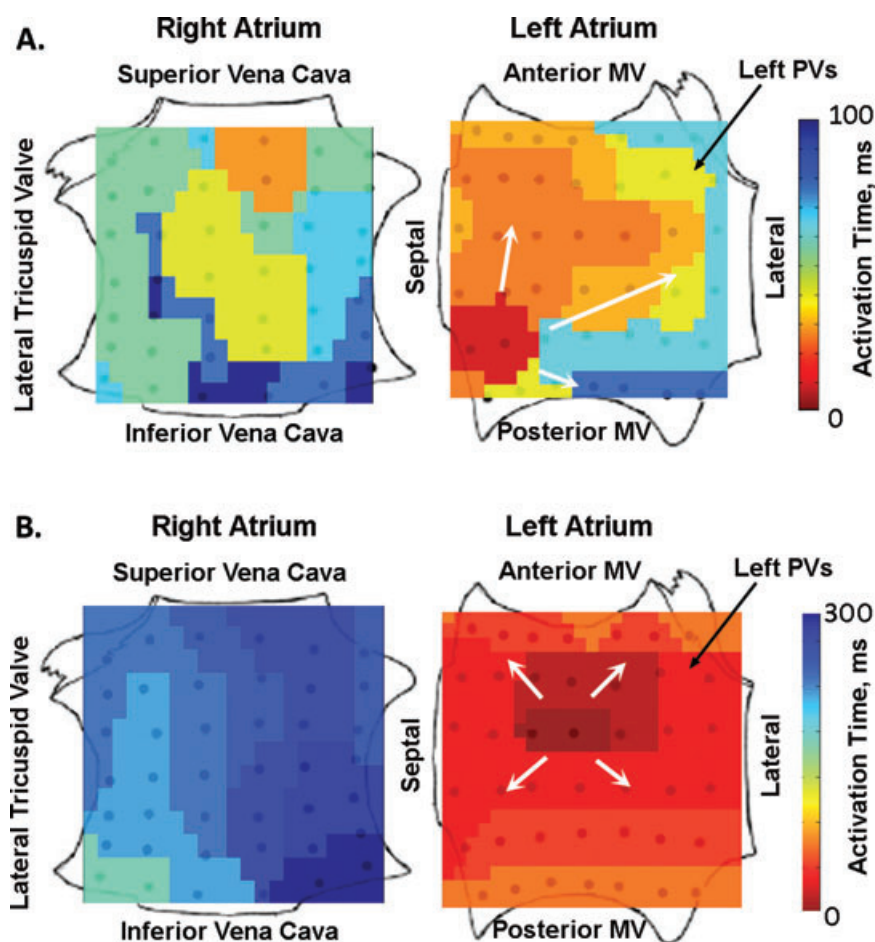 A.
Right Atrium
Left Atrium
Superior Vena Cava
Anterior MV
Left PVs
Lateral Tricuspid Valve
Septal
Lateral
100
Activation Time, ms
0
Inferior Vena Cava
Posterior MV
B.
Right Atrium
Left Atrium
Superior Vena Cava
Anterior MV
Left PVs
Lateral Tricuspid Valve
Septal
Lateral
300
Activation Time, ms
0
Inferior Vena Cava
Posterior MV